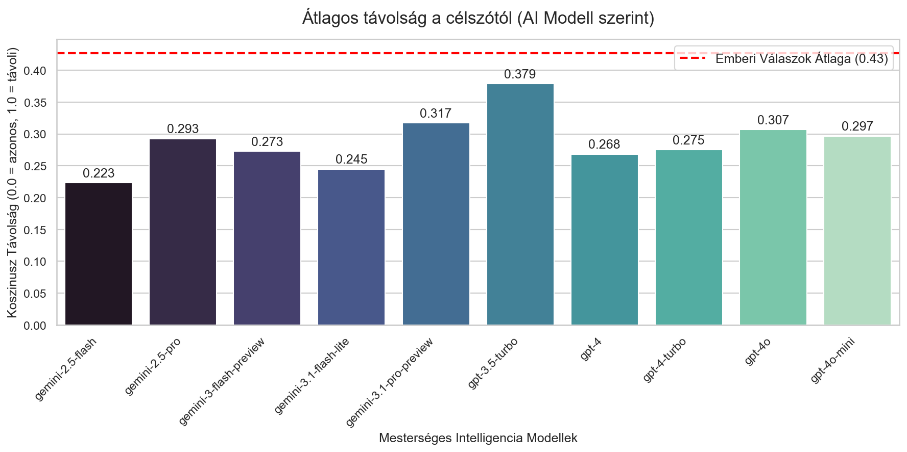 Átlagos távolság a célszótól (AI Modell szerint)
Koszinusz Távolság (0.0 = azonos, 1.0 = távoli)
0.40
0.35
0.30
0.25
0.20
0.15
0.10
0.05
0.00
Emberi Válaszok Átlaga (0.43)
0.223
0.293
0.273
0.245
0.317
0.379
0.268
0.275
0.307
0.297
gemini-2.5-flash
gemini-2.5-pro
gemini-3-flash-preview
gemini-3.1-flash-lite
gemini-3.1-pro-preview
gpt-3.5-turbo
gpt-4
gpt-4-turbo
gpt-4o
gpt-4o-mini
Mesterséges Intelligencia Modellek